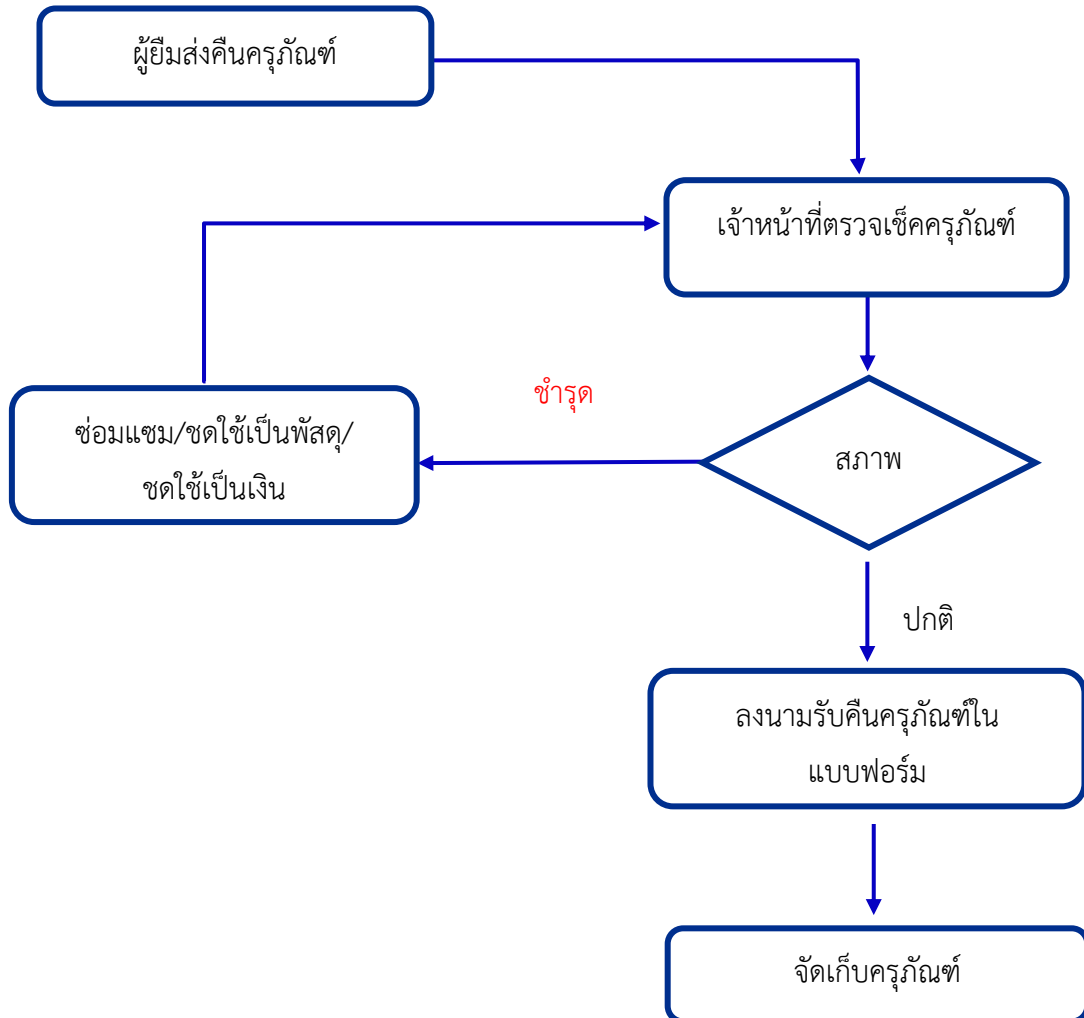 ผู้ยืมส่งคืนครุภัณฑ์
เจ้าหน้าที่ตรวจเช็คครุภัณฑ์
ชำรุด
ซ่อมแซม/ชดใช้เป็นพัสดุ/
ชดใช้เป็นเงิน
สภาพ
ปกติ
ลงนามรับคืนครุภัณฑ์ใน
แบบฟอร์ม
จัดเก็บครุภัณฑ์